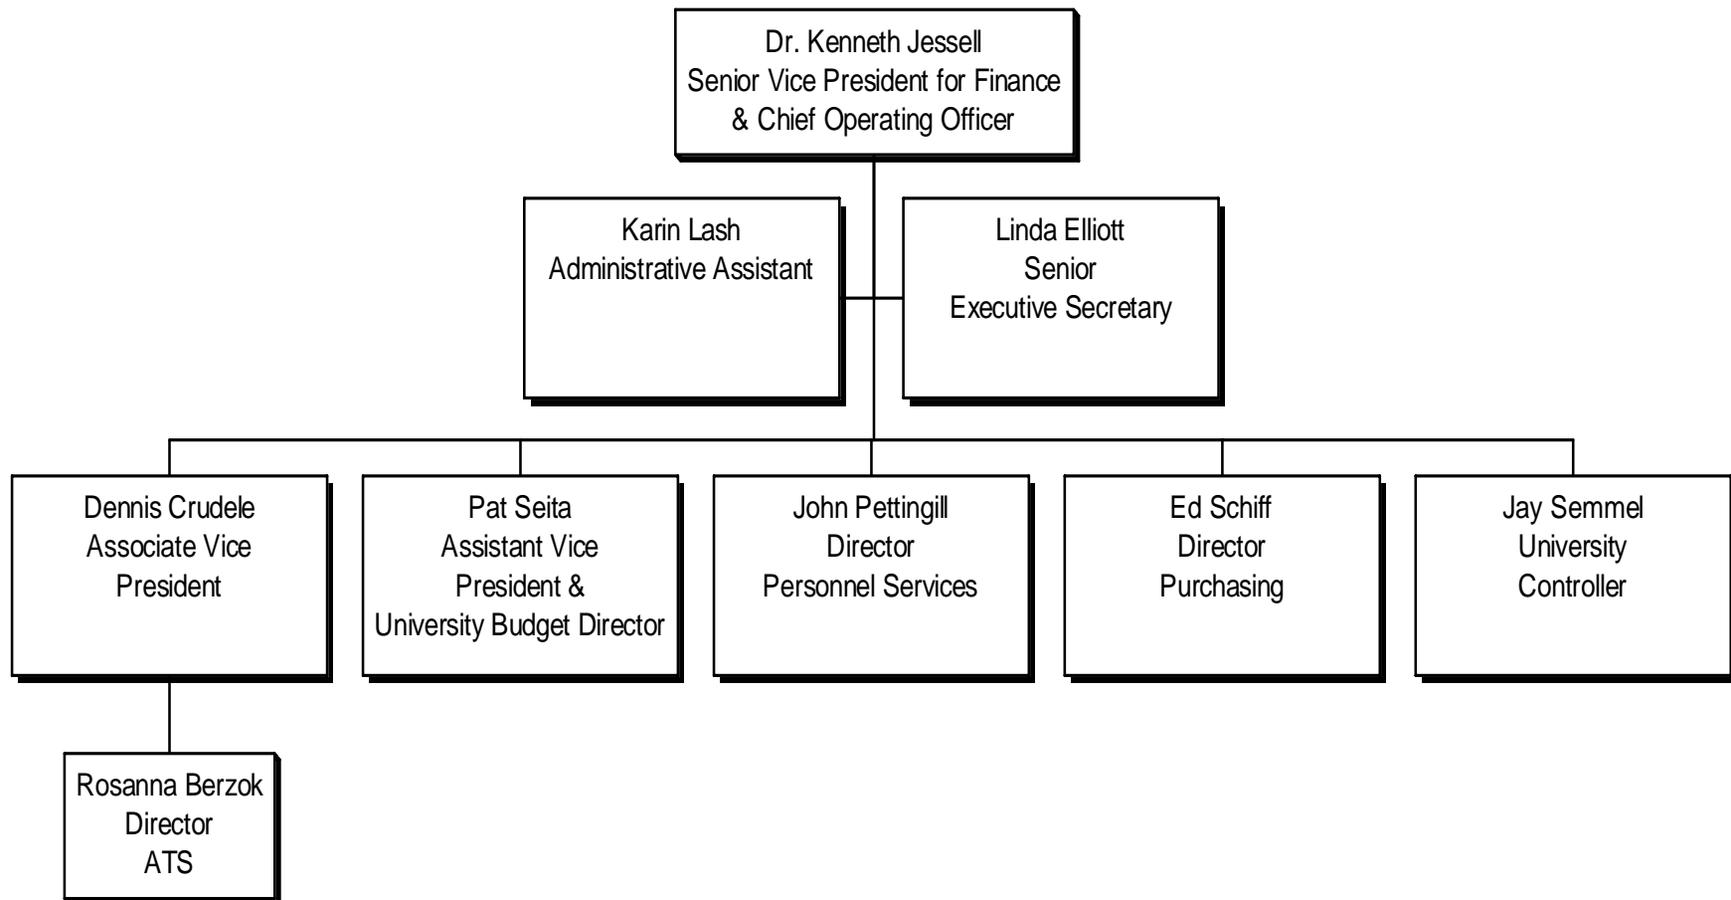 Dr. Kenneth Jessell
Senior Vice President for Finance
& Chief Operating Officer
Karin Lash
Administrative Assistant
Linda Elliott
Senior
Executive Secretary
Dennis Crudele
Associate Vice
President
Pat Seita
Assistant Vice
President &
University Budget Director
John Pettingill
Director
Personnel Services
Ed Schiff
Director
Purchasing
Jay Semmel
University
Controller
Rosanna Berzok
Director
ATS